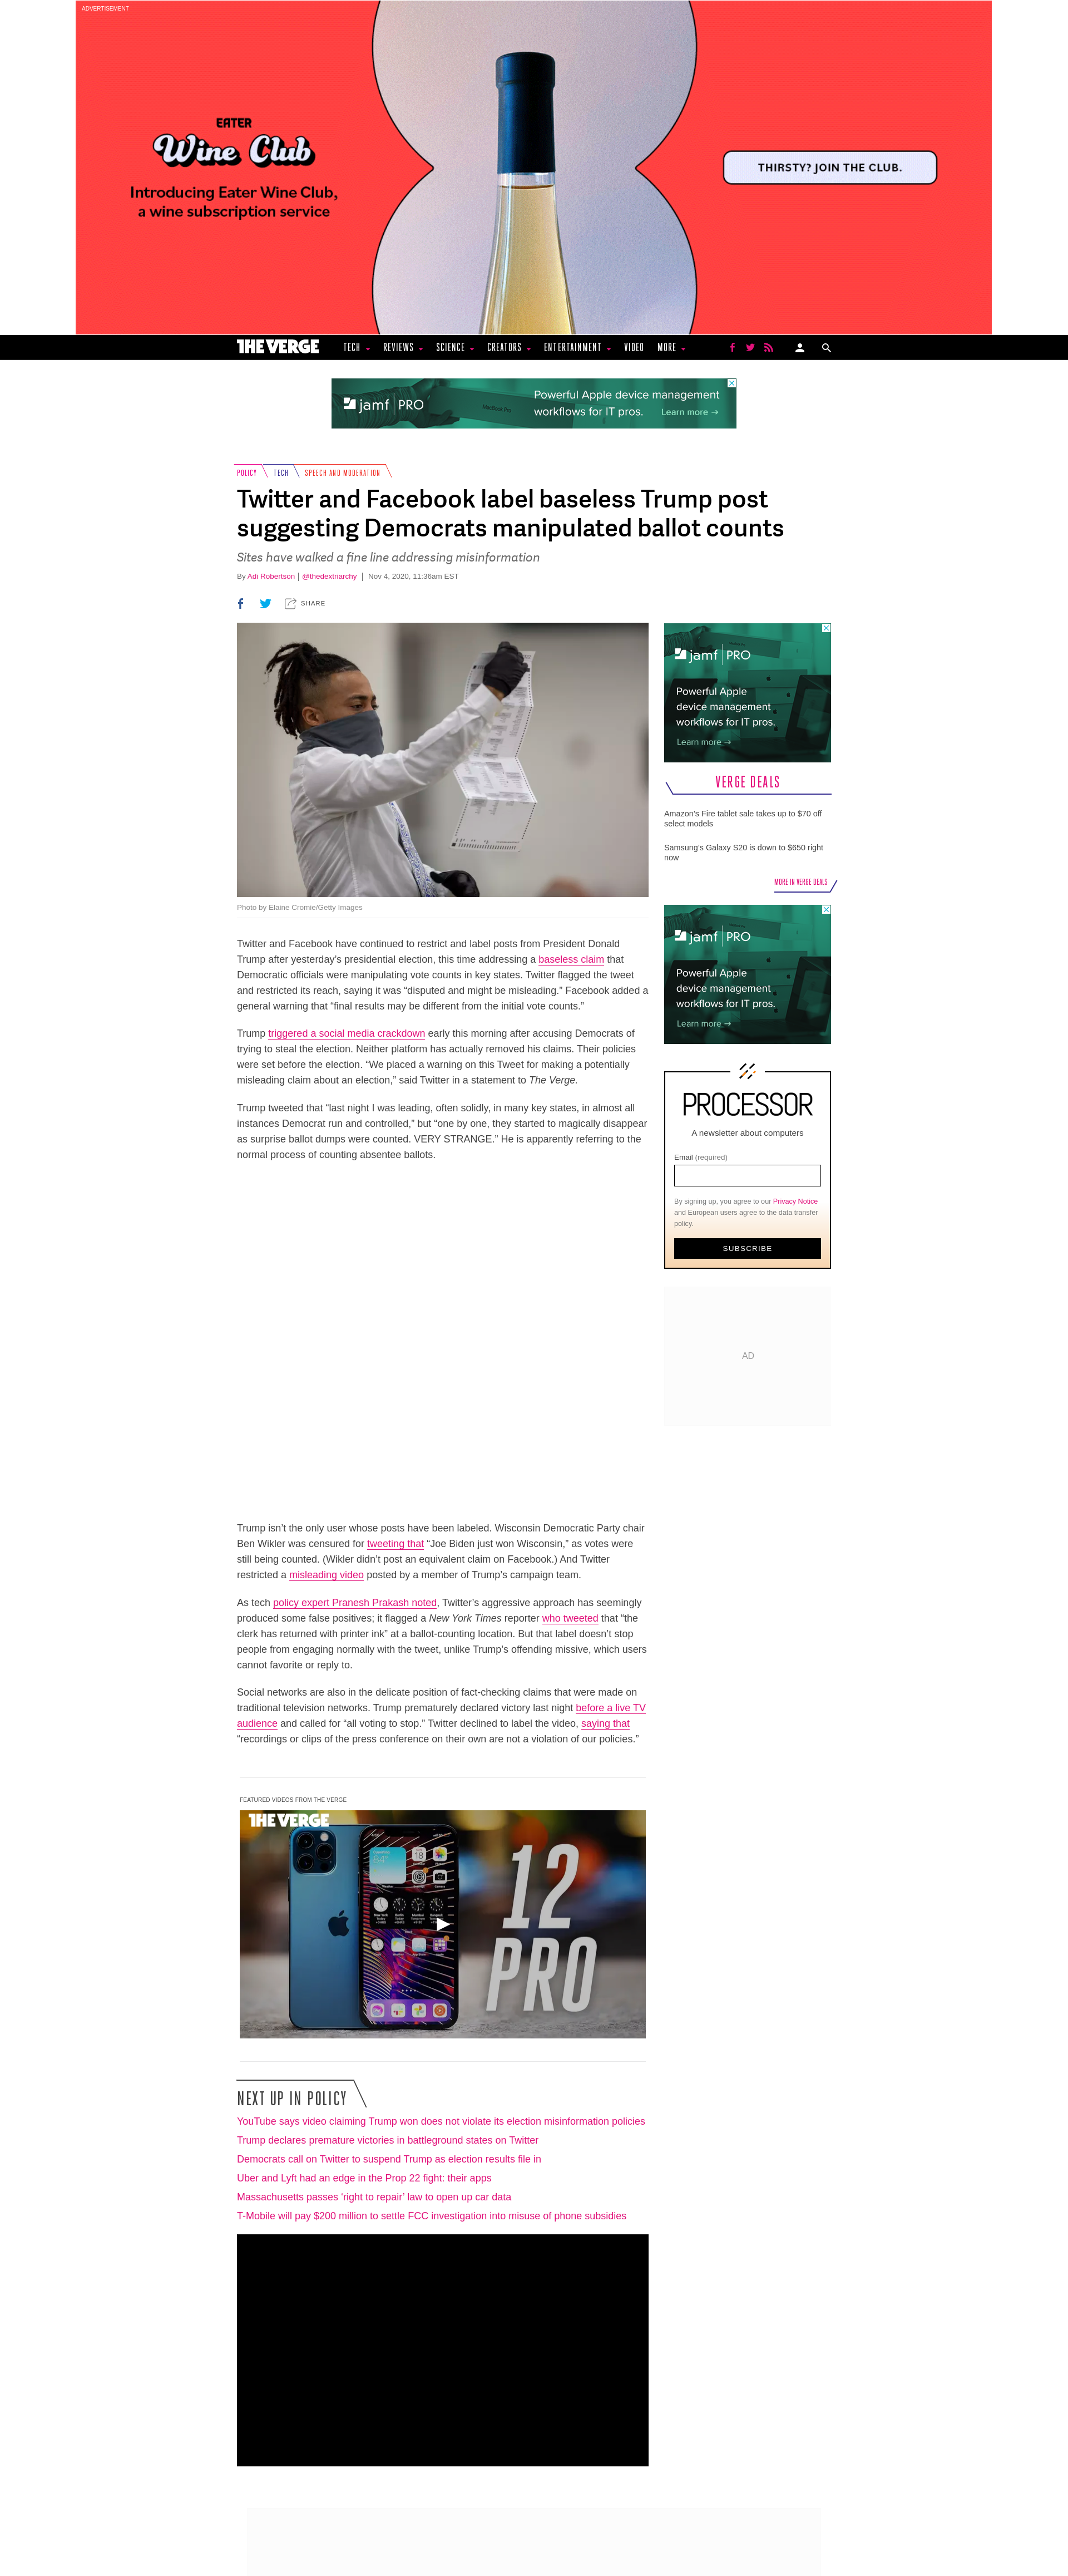 ADVERTISEMENT
EATER
Wine Club
Introducing Eater Wine Club,
a wine subscription service
THIRSTY? JOIN THE CLUB.
THE VERGE
TECH
REVIEWS
SCIENCE
CREATORS
ENTERTAINMENT
VIDEO
MORE
jamf | PRO
MacBook Pro
Powerful Apple device management
workflows for IT pros. Learn more →
POLICY
TECH
SPEECH AND MODERATION
Twitter and Facebook label baseless Trump post
suggesting Democrats manipulated ballot counts
Sites have walked a fine line addressing misinformation
By Adi Robertson | @thedextriarchy | Nov 4, 2020, 11:36am EST
SHARE
Photo by Elaine Cromie/Getty Images
Twitter and Facebook have continued to restrict and label posts from President Donald
Trump after yesterday’s presidential election, this time addressing a baseless claim that
Democratic officials were manipulating vote counts in key states. Twitter flagged the tweet
and restricted its reach, saying it was “disputed and might be misleading.” Facebook added a
general warning that “final results may be different from the initial vote counts.”
Trump triggered a social media crackdown early this morning after accusing Democrats of
trying to steal the election. Neither platform has actually removed his claims. Their policies
were set before the election. “We placed a warning on this Tweet for making a potentially
misleading claim about an election,” said Twitter in a statement to The Verge.
Trump tweeted that “last night I was leading, often solidly, in many key states, in almost all
instances Democrat run and controlled,” but “one by one, they started to magically disappear
as surprise ballot dumps were counted. VERY STRANGE.” He is apparently referring to the
normal process of counting absentee ballots.
Trump isn’t the only user whose posts have been labeled. Wisconsin Democratic Party chair
Ben Wikler was censured for tweeting that “Joe Biden just won Wisconsin,” as votes were
still being counted. (Wikler didn’t post an equivalent claim on Facebook.) And Twitter
restricted a misleading video posted by a member of Trump’s campaign team.
As tech policy expert Pranesh Prakash noted, Twitter’s aggressive approach has seemingly
produced some false positives; it flagged a New York Times reporter who tweeted that “the
clerk has returned with printer ink” at a ballot-counting location. But that label doesn’t stop
people from engaging normally with the tweet, unlike Trump’s offending missive, which users
cannot favorite or reply to.
Social networks are also in the delicate position of fact-checking claims that were made on
traditional television networks. Trump prematurely declared victory last night before a live TV
audience and called for “all voting to stop.” Twitter declined to label the video, saying that
“recordings or clips of the press conference on their own are not a violation of our policies.”
FEATURED VIDEOS FROM THE VERGE
THE VERGE
12
PRO
NEXT UP IN POLICY
YouTube says video claiming Trump won does not violate its election misinformation policies
Trump declares premature victories in battleground states on Twitter
Democrats call on Twitter to suspend Trump as election results file in
Uber and Lyft had an edge in the Prop 22 fight: their apps
Massachusetts passes ‘right to repair’ law to open up car data
T-Mobile will pay $200 million to settle FCC investigation into misuse of phone subsidies
jamf | PRO
Powerful Apple
device management
workflows for IT pros.
Learn more →
VERGE DEALS
Amazon’s Fire tablet sale takes up to $70 off
select models
Samsung’s Galaxy S20 is down to $650 right
now
MORE IN VERGE DEALS
jamf | PRO
Powerful Apple
device management
workflows for IT pros.
Learn more →
PROCESSOR
A newsletter about computers
Email (required)
By signing up, you agree to our Privacy Notice
and European users agree to the data transfer
policy.
SUBSCRIBE
AD